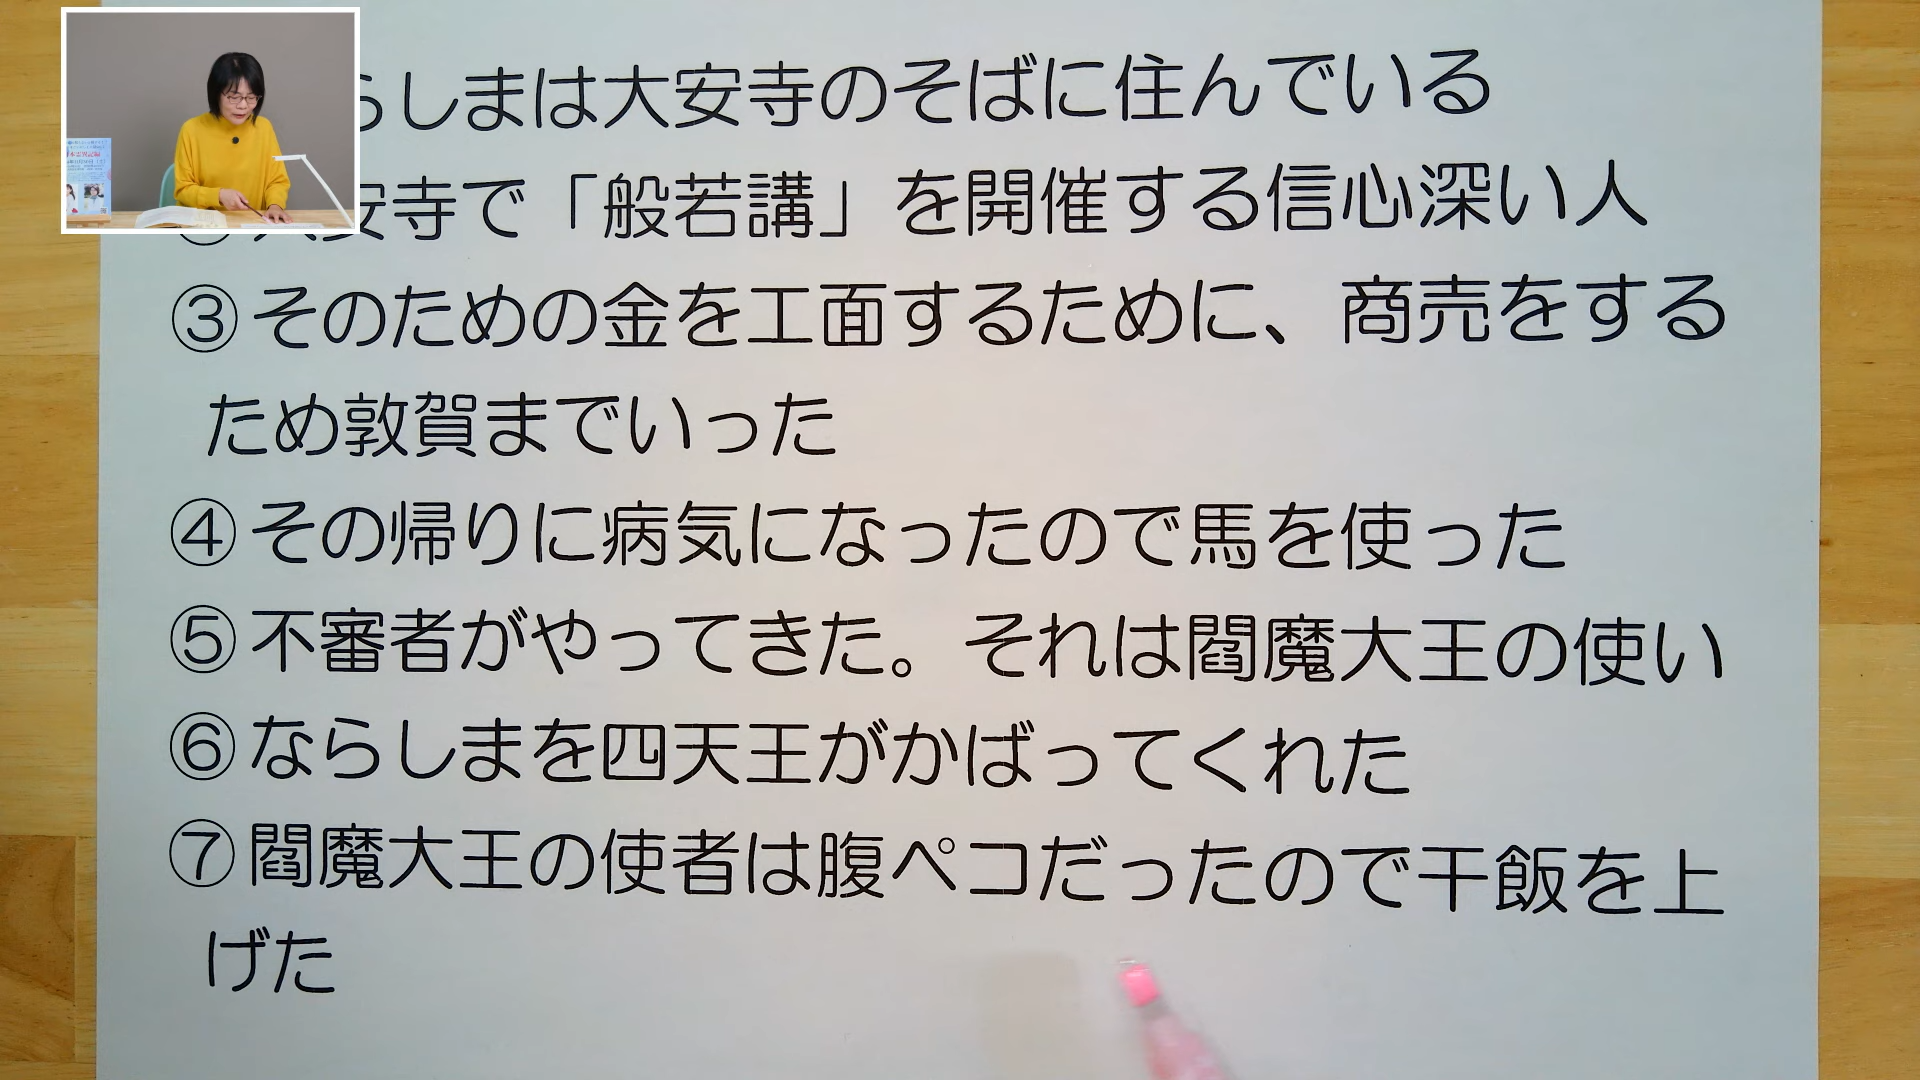 らしまは大安寺のそばに住んでいる
安寺で「般若講」を開催する信心深い人
③そのための金を工面するために、商売をする
ため敦賀までいった
④その帰りに病気になったので馬を使った
⑤不審者がやってきた。それは閻魔大王の使い
⑥ならしまを四天王がかばってくれた
⑦閻魔大王の使者は腹ペコだったので干飯を上
げた